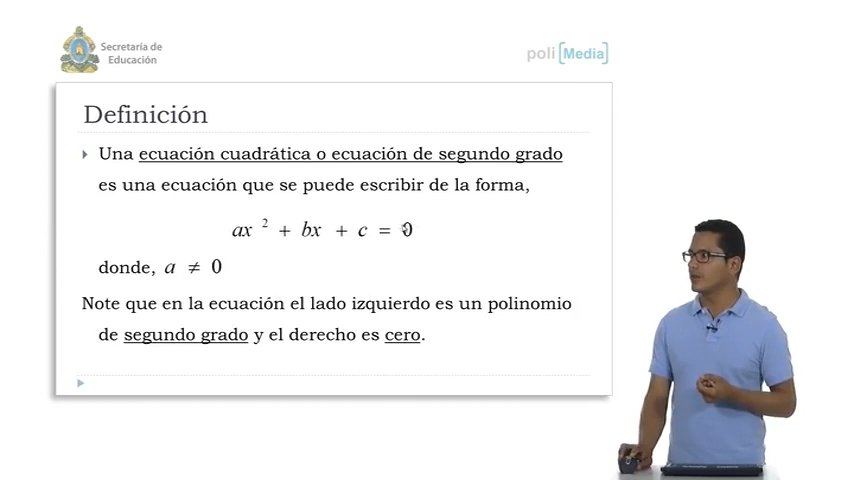 Secretaría de
Educación
poli [Media]
Definición
Una ecuación cuadrática o ecuación de segundo grado
es una ecuación que se puede escribir de la forma,
ax² + bx + c = 0
donde, a ≠ 0
Note que en la ecuación el lado izquierdo es un polinomio
de segundo grado y el derecho es cero.